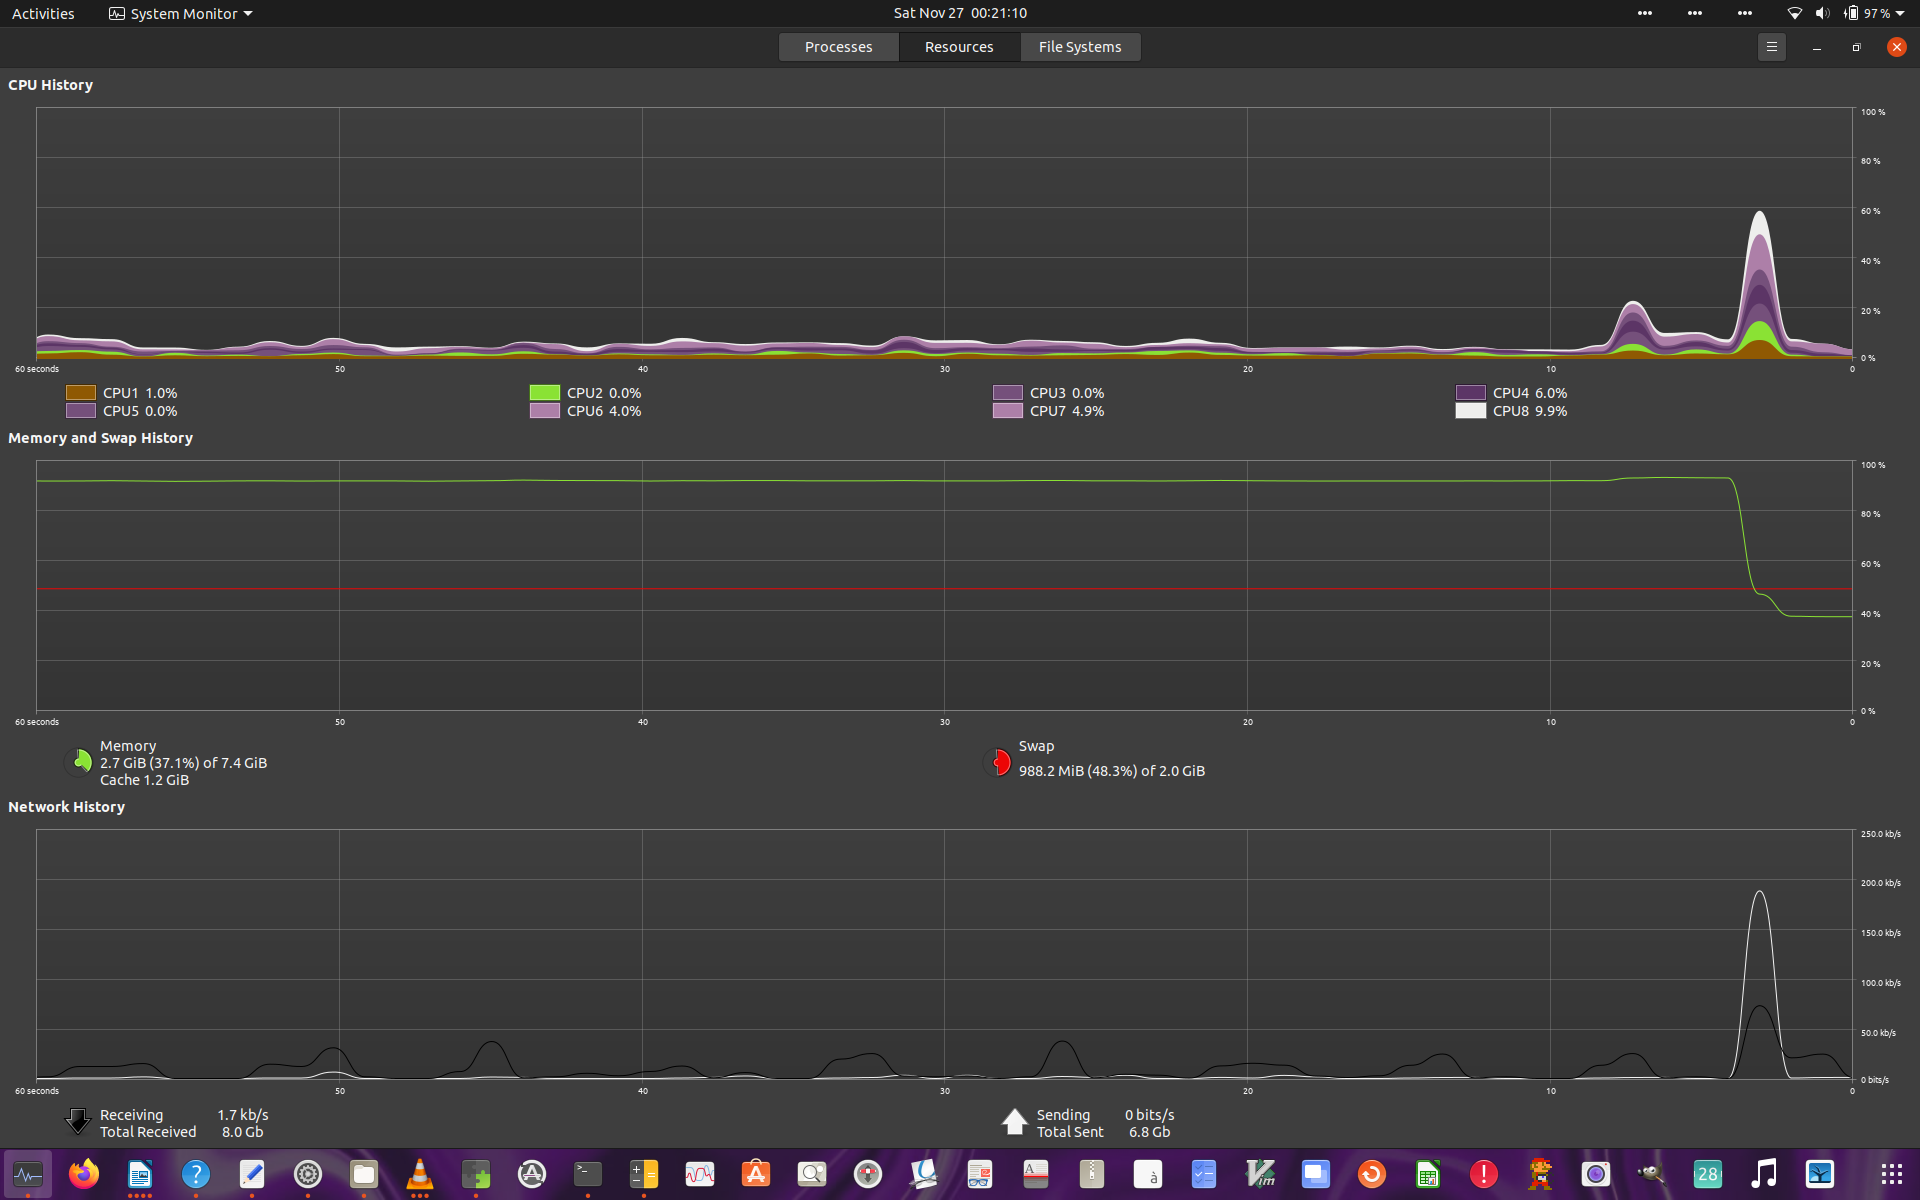 Activities
System Monitor
Sat Nov 27 00:21:10
97 %
Processes
Resources
File Systems
CPU History
100 %
80 %
60 %
40 %
20 %
0 %
60 seconds
50
40
30
20
10
0
CPU1 1.0%
CPU2 0.0%
CPU3 0.0%
CPU4 6.0%
CPU5 0.0%
CPU6 4.0%
CPU7 4.9%
CPU8 9.9%
Memory and Swap History
100 %
80 %
60 %
40 %
20 %
0 %
60 seconds
50
40
30
20
10
0
Memory
2.7 GiB (37.1%) of 7.4 GiB
Cache 1.2 GiB
Swap
988.2 MiB (48.3%) of 2.0 GiB
Network History
250.0 kb/s
200.0 kb/s
150.0 kb/s
100.0 kb/s
50.0 kb/s
0 bits/s
60 seconds
50
40
30
20
10
0
Receiving 1.7 kb/s
Total Received 8.0 Gb
Sending 0 bits/s
Total Sent 6.8 Gb
?
>_
A
à
Vim
!
28